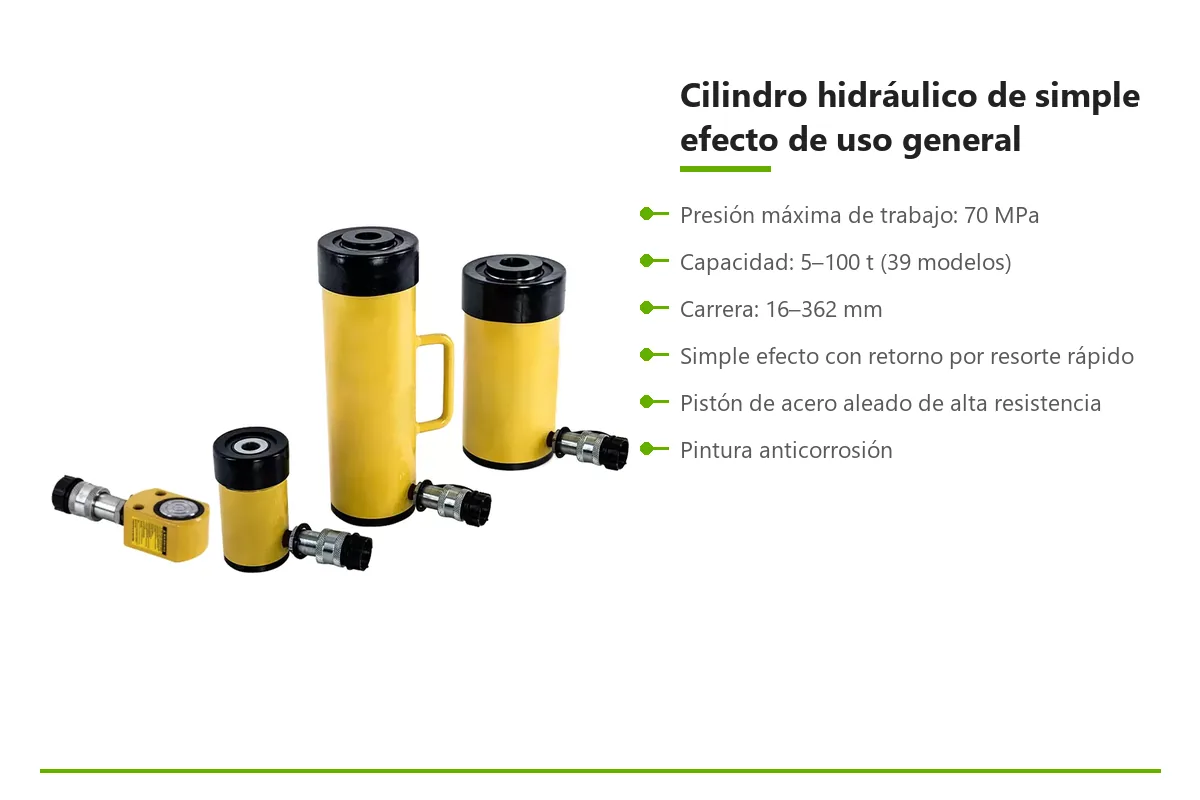 Cilindro hidráulico de simple
efecto de uso general
Presión máxima de trabajo: 70 MPa
Capacidad: 5–100 t (39 modelos)
Carrera: 16–362 mm
Simple efecto con retorno por resorte rápido
Pistón de acero aleado de alta resistencia
Pintura anticorrosión